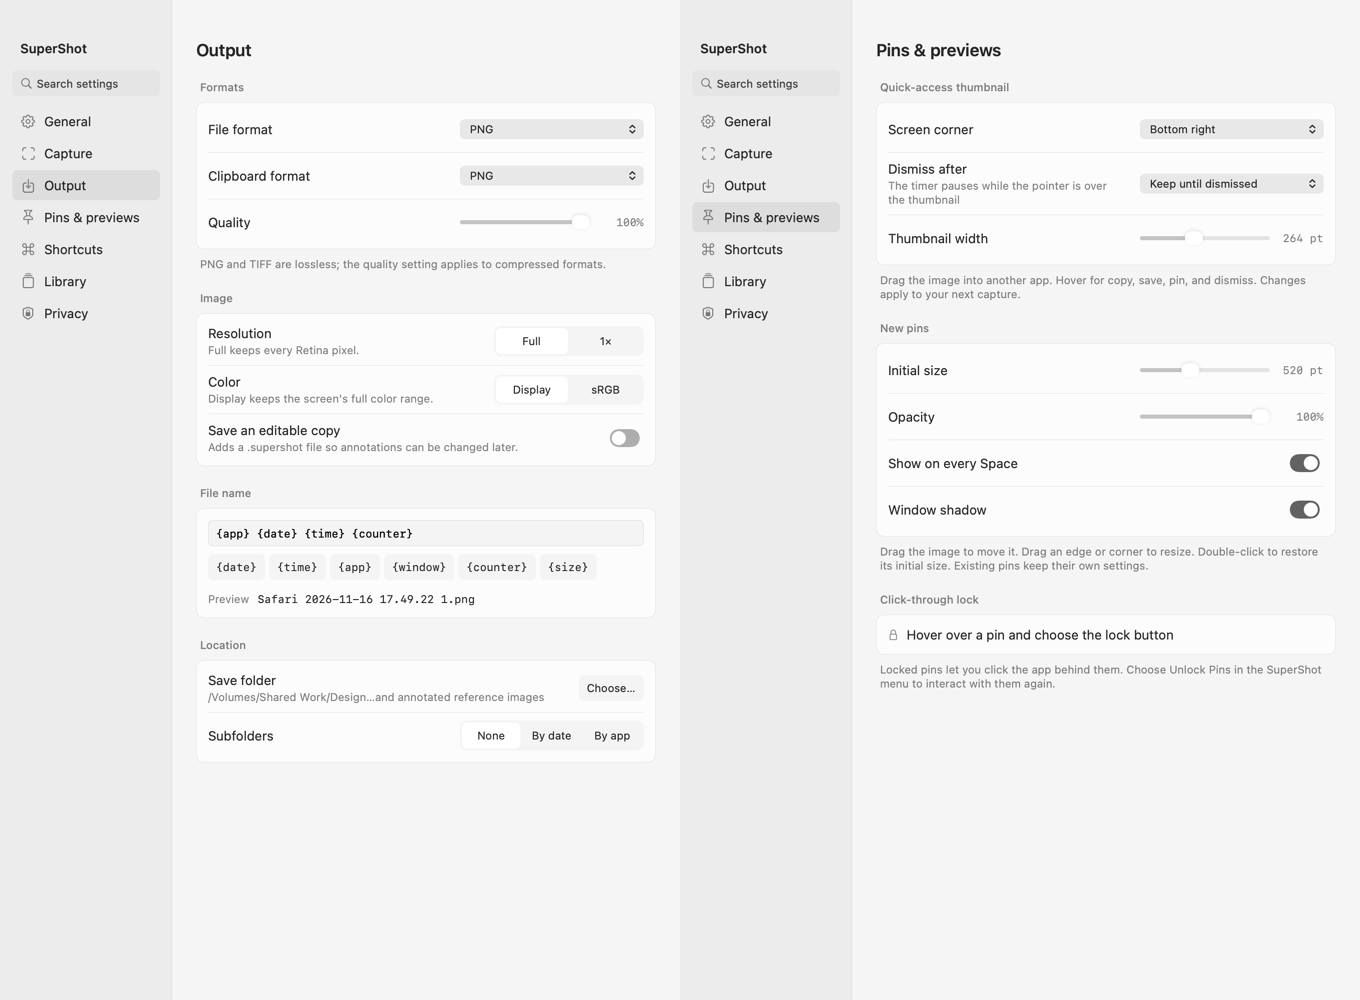 SuperShot
Search settings
General
Capture
Output
Pins & previews
Shortcuts
Library
Privacy
Output
Formats
File format
PNG
Clipboard format
PNG
Quality
100%
PNG and TIFF are lossless; the quality setting applies to compressed formats.
Image
Resolution
Full keeps every Retina pixel.
Full
1×
Color
Display keeps the screen's full color range.
Display
sRGB
Save an editable copy
Adds a .supershot file so annotations can be changed later.
File name
{app} {date} {time} {counter}
{date} {time} {app} {window} {counter} {size}
Preview Safari 2026-11-16 17.49.22 1.png
Location
Save folder
/Volumes/Shared Work/Design...and annotated reference images
Choose...
Subfolders
None
By date
By app
SuperShot
Search settings
General
Capture
Output
Pins & previews
Shortcuts
Library
Privacy
Pins & previews
Quick-access thumbnail
Screen corner
Bottom right
Dismiss after
The timer pauses while the pointer is over
the thumbnail
Keep until dismissed
Thumbnail width
264 pt
Drag the image into another app. Hover for copy, save, pin, and dismiss. Changes
apply to your next capture.
New pins
Initial size
520 pt
Opacity
100%
Show on every Space
Window shadow
Drag the image to move it. Drag an edge or corner to resize. Double-click to restore
its initial size. Existing pins keep their own settings.
Click-through lock
Hover over a pin and choose the lock button
Locked pins let you click the app behind them. Choose Unlock Pins in the SuperShot
menu to interact with them again.